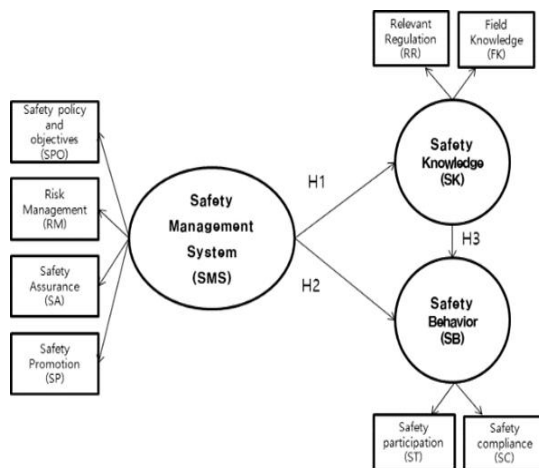 Relevant
Regulation
(RR)
Field
Knowledge
(FK)
Safety policy
and
objectives
(SPO)
Risk
Management
(RM)
Safety
Assurance
(SA)
Safety
Promotion
(SP)
Safety
Management
System
(SMS)
H1
H2
Safety
Knowledge
(SK)
H3
Safety
Behavior
(SB)
Safety
participation
(ST)
Safety
compliance
(SC)